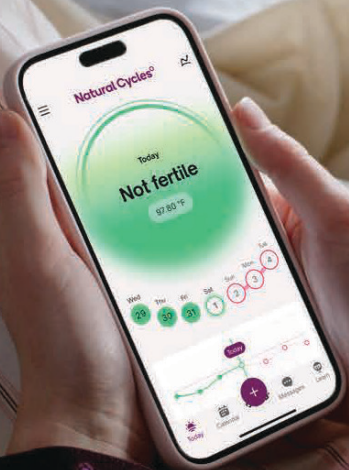 Natural Cycles°
Today
Not fertile
97.80 °F
Wed Thu Fri Sat Sun Mon Tue
29 30 31 1 2 3 4
Today
Today Calendar + Messages Learn